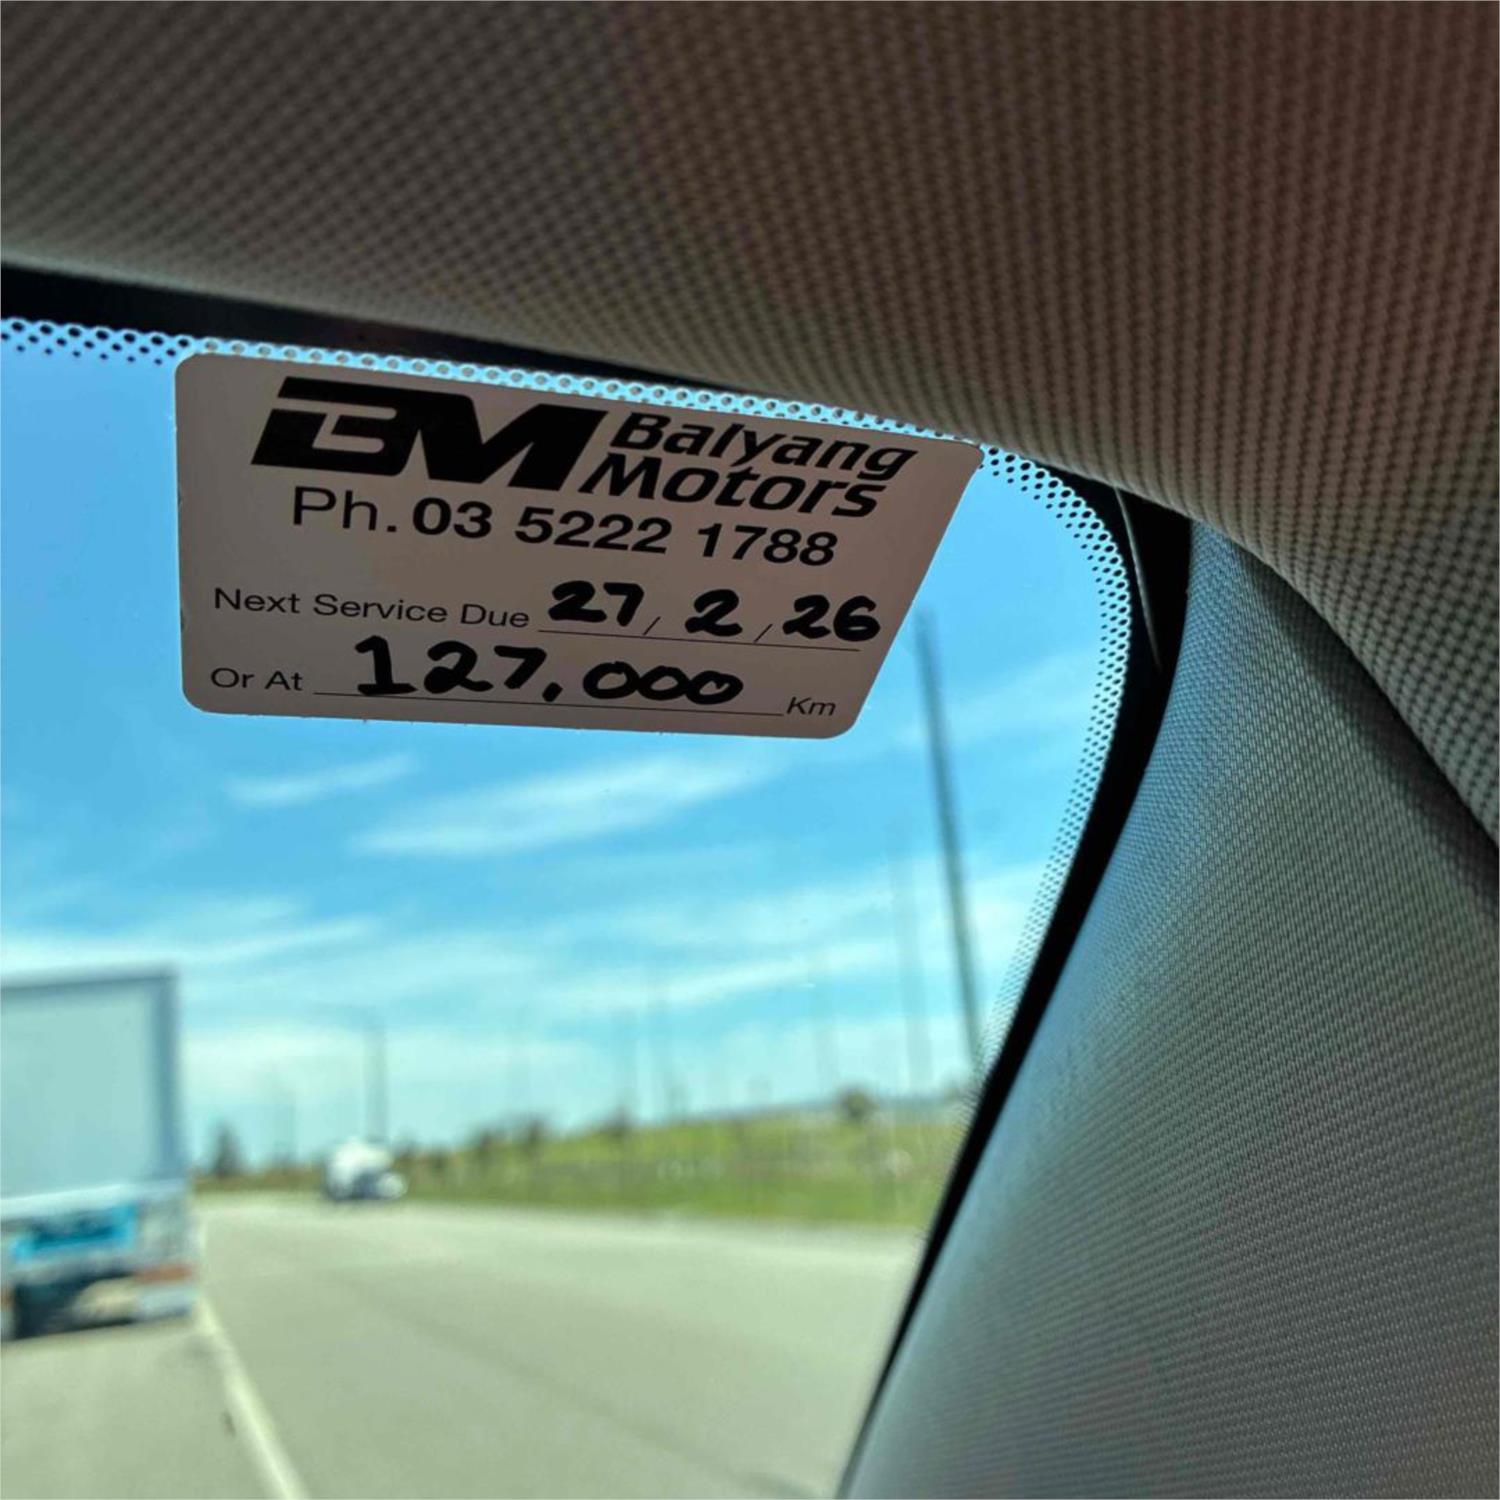 BM Balyang
Motors
Ph. 03 5222 1788
Next Service Due 27 / 2 / 26
Or At 127,000 Km